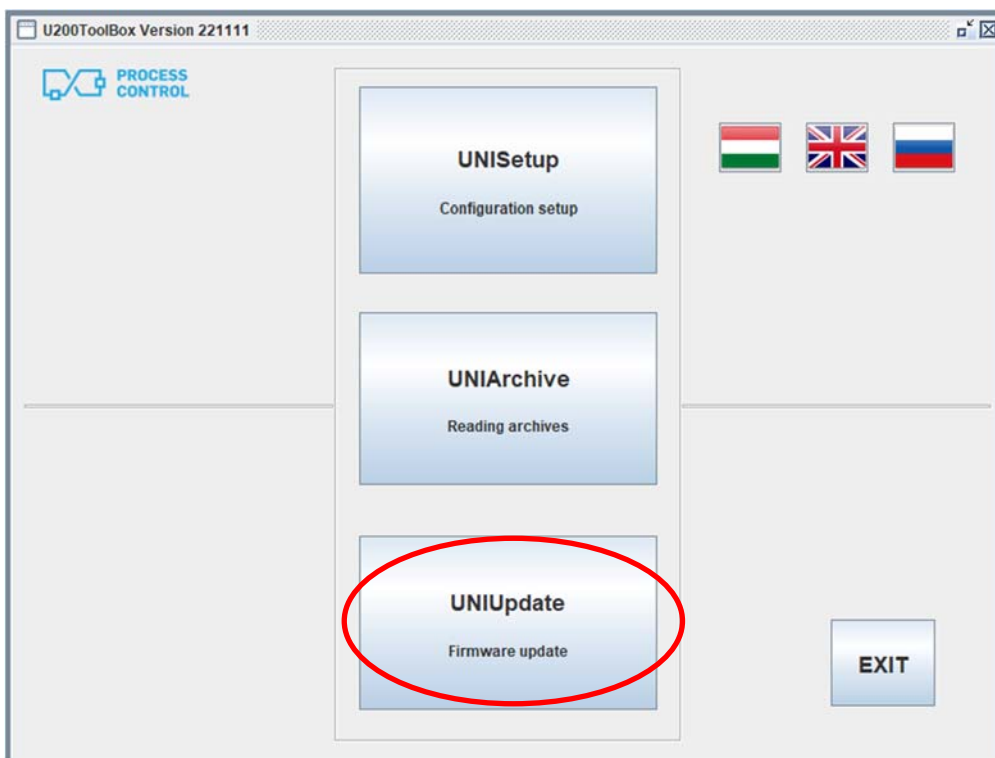 U200ToolBox Version 221111
PROCESS
CONTROL
UNISetup
Configuration setup
UNIArchive
Reading archives
UNIUpdate
Firmware update
EXIT